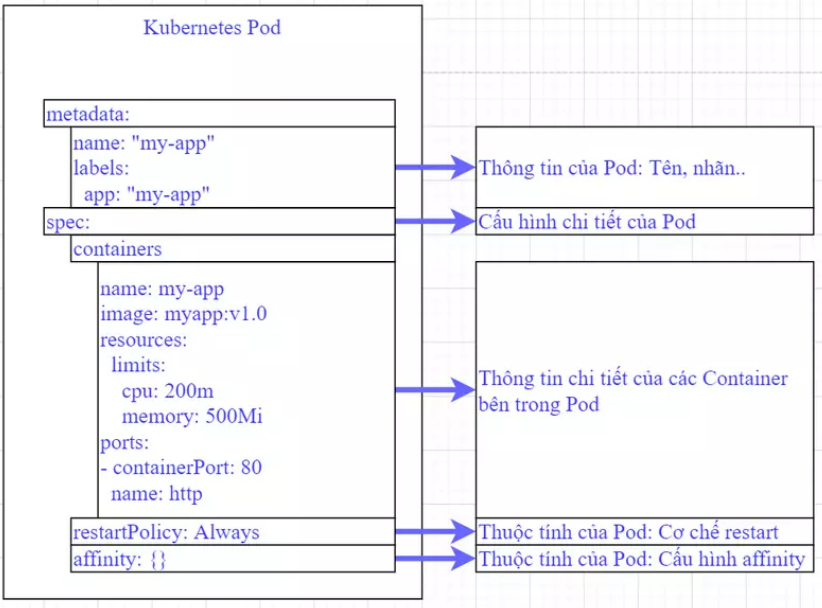 Kubernetes Pod
metadata:
name: "my-app"
labels:
app: "my-app"
Thông tin của Pod: Tên, nhãn..
spec:
Cấu hình chi tiết của Pod
containers
name: my-app
image: myapp:v1.0
resources:
limits:
cpu: 200m
memory: 500Mi
ports:
- containerPort: 80
name: http
Thông tin chi tiết của các Container
bên trong Pod
restartPolicy: Always
Thuộc tính của Pod: Cơ chế restart
affinity: {}
Thuộc tính của Pod: Cấu hình affinity